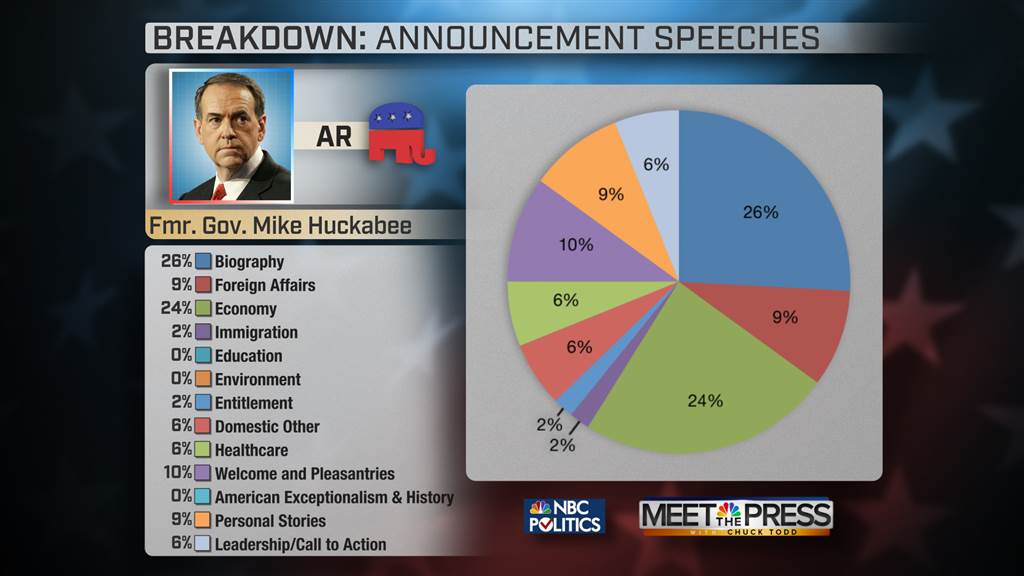 BREAKDOWN: ANNOUNCEMENT SPEECHES
AR
Fmr. Gov. Mike Huckabee
26% Biography
9% Foreign Affairs
24% Economy
2% Immigration
0% Education
0% Environment
2% Entitlement
6% Domestic Other
6% Healthcare
10% Welcome and Pleasantries
0% American Exceptionalism & History
9% Personal Stories
6% Leadership/Call to Action
6%
26%
9%
10%
6%
9%
6%
24%
2%
2%
NBC
POLITICS
MEET THE PRESS
WITH CHUCK TODD